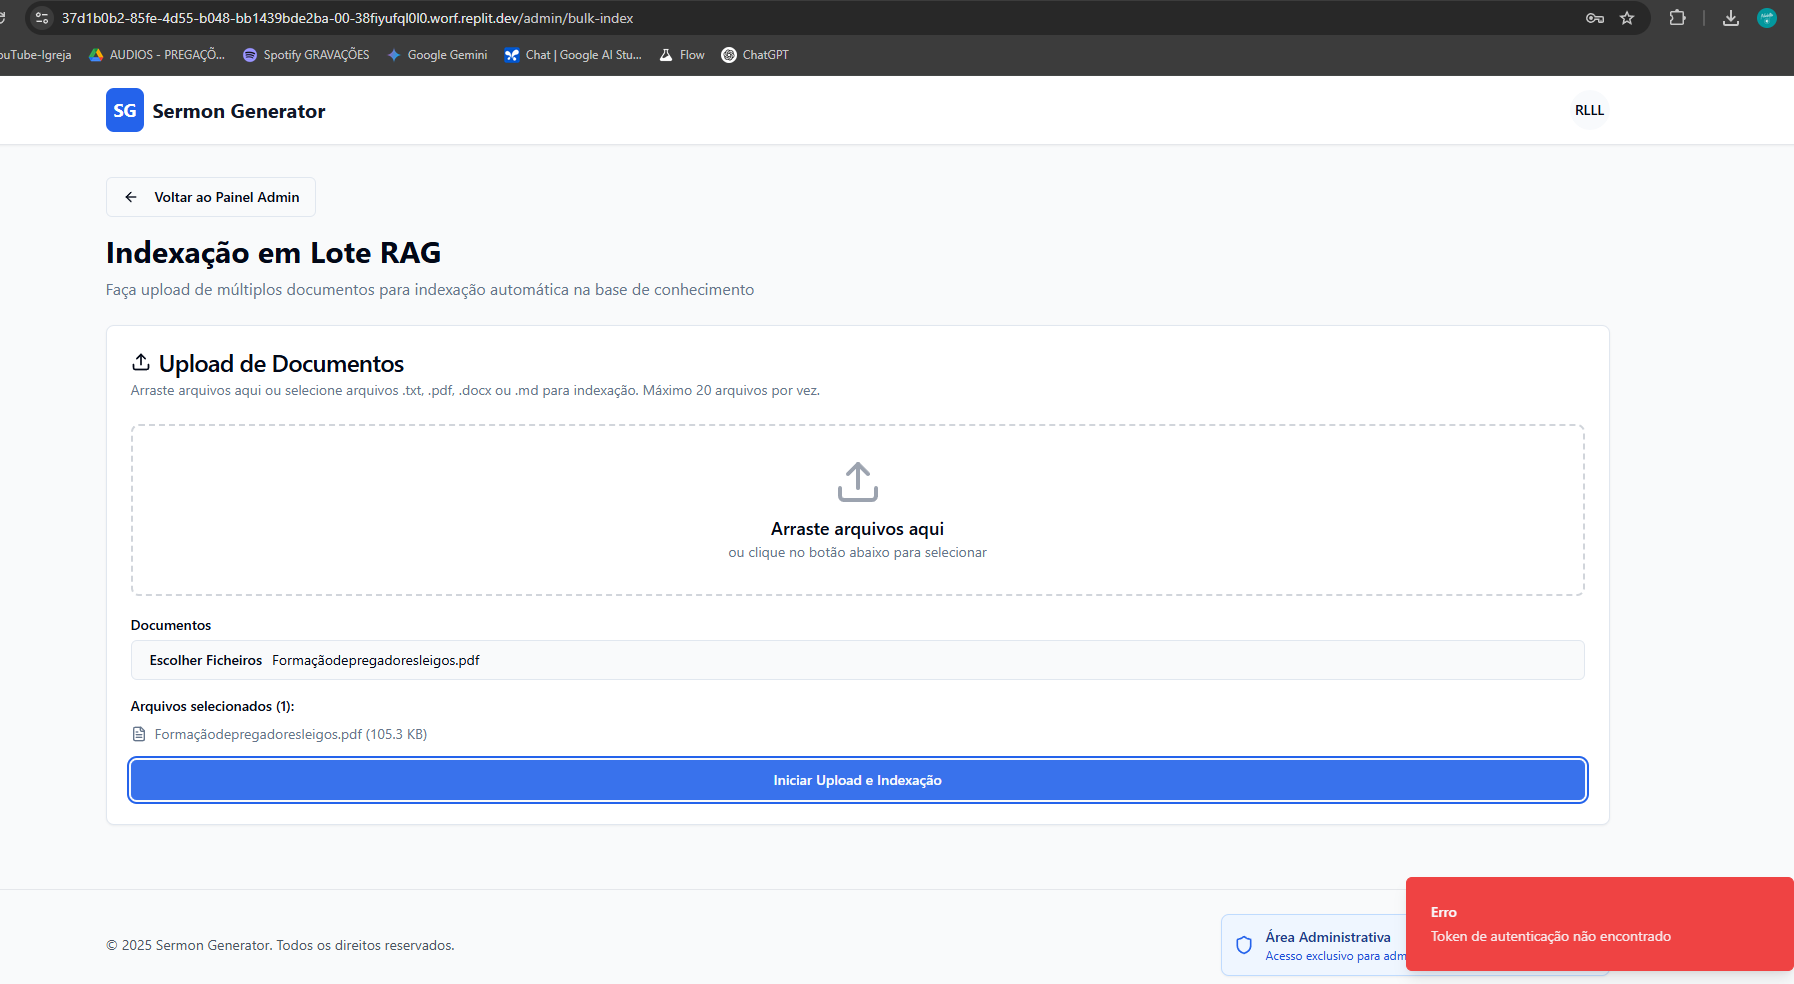 37d1b0b2-85fe-4d55-b048-bb1439bde2ba-00-38fiyufql0l0.worf.replit.dev/admin/bulk-index
ouTube-Igreja AUDIOS - PREGAÇÕ... Spotify GRAVAÇÕES Google Gemini Chat | Google AI Stu... Flow ChatGPT
SG Sermon Generator RLLL
Voltar ao Painel Admin
Indexação em Lote RAG
Faça upload de múltiplos documentos para indexação automática na base de conhecimento
Upload de Documentos
Arraste arquivos aqui ou selecione arquivos .txt, .pdf, .docx ou .md para indexação. Máximo 20 arquivos por vez.
Arraste arquivos aqui
ou clique no botão abaixo para selecionar
Documentos
Escolher Ficheiros Formaçãodepregadoresleigos.pdf
Arquivos selecionados (1):
Formaçãodepregadoresleigos.pdf (105.3 KB)
Iniciar Upload e Indexação
© 2025 Sermon Generator. Todos os direitos reservados.
Área Administrativa
Acesso exclusivo para adm
Erro
Token de autenticação não encontrado